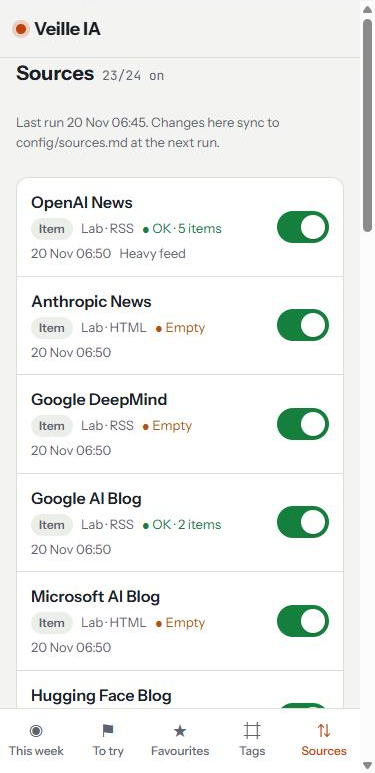 Veille IA
Sources 23/24 on
Last run 20 Nov 06:45. Changes here sync to
config/sources.md at the next run.
OpenAI News
Item Lab·RSS ● OK·5 items
20 Nov 06:50 Heavy feed
Anthropic News
Item Lab·HTML ● Empty
20 Nov 06:50
Google DeepMind
Item Lab·RSS ● Empty
20 Nov 06:50
Google AI Blog
Item Lab·RSS ● OK·2 items
20 Nov 06:50
Microsoft AI Blog
Item Lab·HTML ● Empty
20 Nov 06:50
Hugging Face Blog
This week To try Favourites Tags Sources